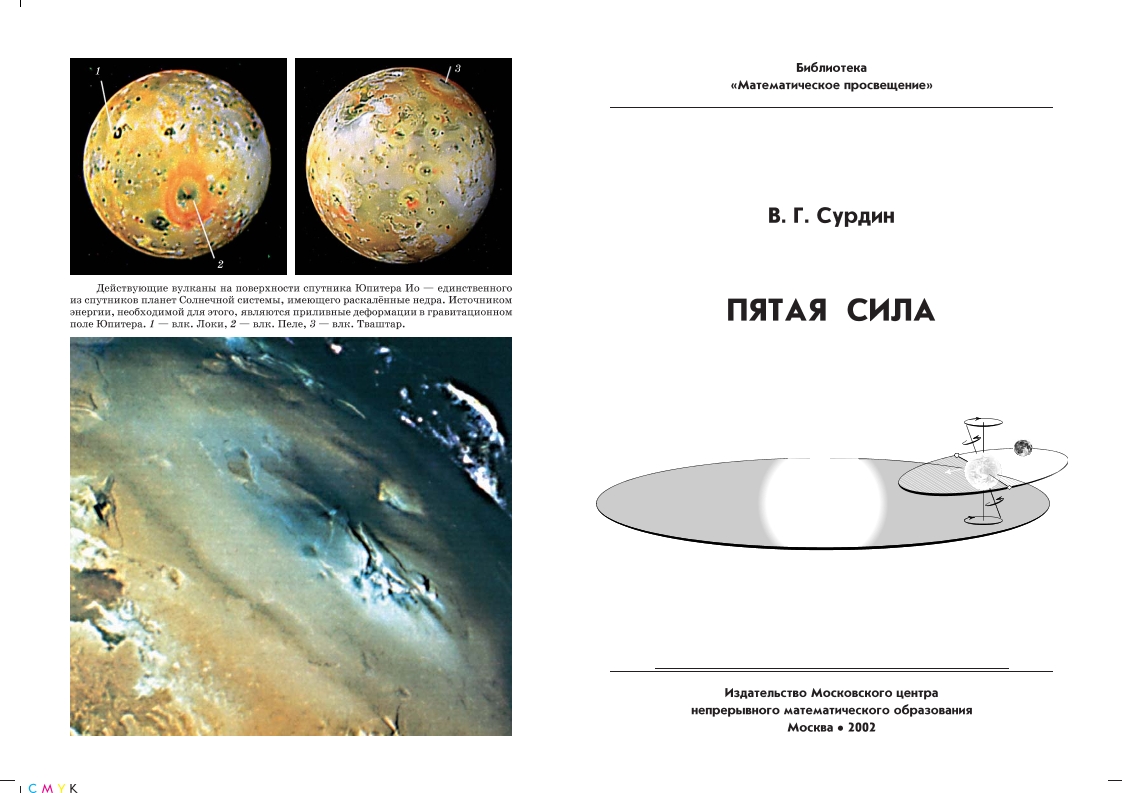 1
2
3
Действующие вулканы на поверхности спутника Юпитера Ио — единственного
из спутников планет Солнечной системы, имеющего раскалённые недра. Источником
энергии, необходимой для этого, являются приливные деформации в гравитационном
поле Юпитера. 1 — влк. Локи, 2 — влк. Пеле, 3 — влк. Тваштар.
C M Y K
Библиотека
«Математическое просвещение»
В. Г. Сурдин
ПЯТАЯ СИЛА
Издательство Московского центра
непрерывного математического образования
Москва • 2002